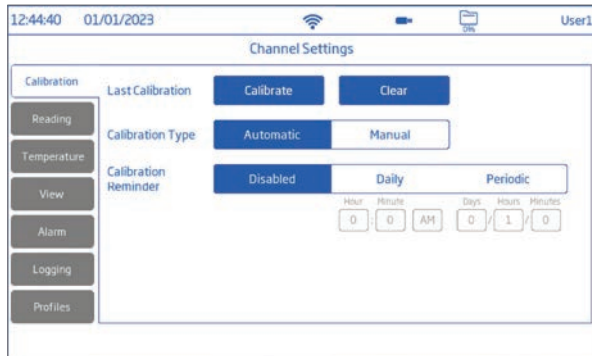 12:44:40 01/01/2023 0% User1
Channel Settings
Calibration
Reading
Temperature
View
Alarm
Logging
Profiles
Last Calibration Calibrate Clear
Calibration Type Automatic Manual
Calibration
Reminder
Disabled Daily Periodic
Hour Minute Days Hours Minutes
0 : 0 AM 0 / 1 / 0